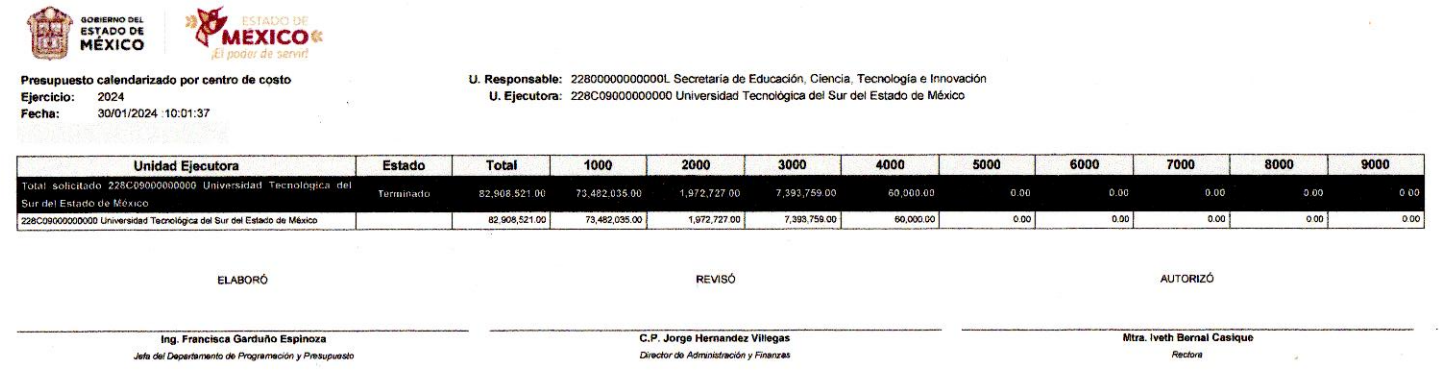 GOBIERNO DEL
ESTADO DE
MÉXICO
ESTADO DE
MÉXICO
¡El poder de servir!
Presupuesto calendarizado por centro de costo
Ejercicio: 2024
Fecha: 30/01/2024 :10:01:37
U. Responsable: 22800000000000L Secretaría de Educación, Ciencia, Tecnología e Innovación
U. Ejecutora: 228C09000000000 Universidad Tecnológica del Sur del Estado de México
Unidad Ejecutora Estado Total 1000 2000 3000 4000 5000 6000 7000 8000 9000
Total solicitado 228C09000000000 Universidad Tecnológica del
Sur del Estado de México
Terminado 82,908,521.00 73,482,035.00 1,972,727.00 7,393,759.00 60,000.00 0.00 0.00 0.00 0.00 0.00
228C09000000000 Universidad Tecnológica del Sur del Estado de México 82,908,521.00 73,482,035.00 1,972,727.00 7,393,759.00 60,000.00 0.00 0.00 0.00 0.00 0.00
ELABORÓ REVISÓ AUTORIZÓ
Ing. Francisca Garduño Espinoza C.P. Jorge Hernandez Villegas Mtra. Iveth Bernal Casique
Jefa del Departamento de Programación y Presupuesto Director de Administración y Finanzas Rectora